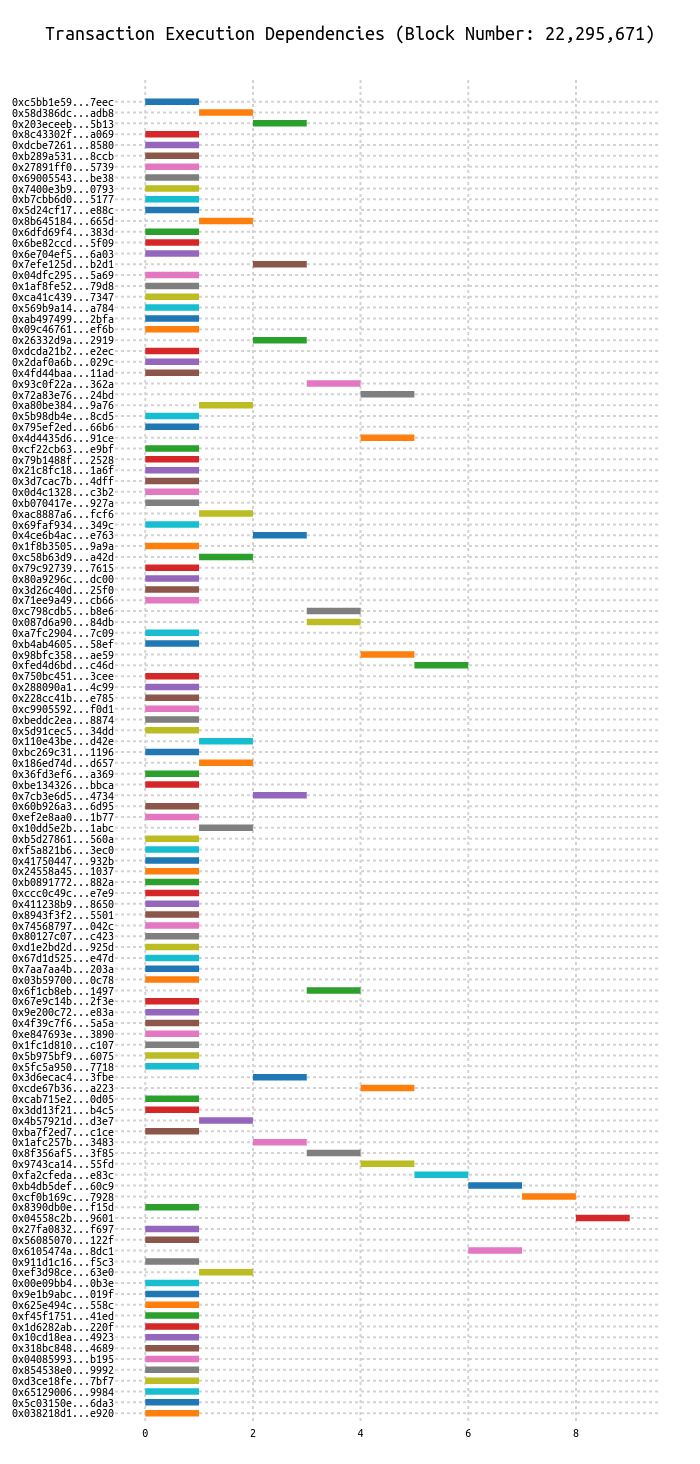 Transaction Execution Dependencies (Block Number: 22,295,671)
0xc5bb1e59...7eec
0x58d386dc...adb8
0x203eceeb...5b13
0x8c43302f...a069
0xdcbe7261...8580
0xb289a531...8ccb
0x27891ff0...5739
0x69005543...be38
0x7400e3b9...0793
0xb7cbb6d0...5177
0x5d24cf17...e88c
0x8b645184...665d
0x6dfd69f4...383d
0x6be82ccd...5f09
0x6e704ef5...6a03
0x7efe125d...b2d1
0x04dfc295...5a69
0x1af8fe52...79d8
0xca41c439...7347
0x569b9a14...a784
0xab497499...2bfa
0x09c46761...ef6b
0x26332d9a...2919
0xdcda21b2...e2ec
0x2daf0a6b...029c
0x4fd44baa...11ad
0x93c0f22a...362a
0x72a83e76...24bd
0xa80be384...9a76
0x5b98db4e...8cd5
0x795ef2ed...66b6
0x4d4435d6...91ce
0xcf22cb63...e9bf
0x79b1488f...2528
0x21c8fc18...1a6f
0x3d7cac7b...4dff
0x0d4c1328...c3b2
0xb070417e...927a
0xac8887a6...fcf6
0x69faf934...349c
0x4ce6b4ac...e763
0x1f8b3505...9a9a
0xc58b63d9...a42d
0x79c92739...7615
0x80a9296c...dc00
0x3d26c40d...25f0
0x71ee9a49...cb66
0xc798cdb5...b8e6
0x087d6a90...84db
0xa7fc2904...7c09
0xb4ab4605...58ef
0x98bfc358...ae59
0xfed4d6bd...c46d
0x750bc451...3cee
0x288090a1...4c99
0x228cc41b...e785
0xc9905592...f0d1
0xbeddc2ea...8874
0x5d91cec5...34dd
0x110e43be...d42e
0xbc269c31...1196
0x186ed74d...d657
0x36fd3ef6...a369
0xbe134326...bbca
0x7cb3e6d5...4734
0x60b926a3...6d95
0xef2e8aa0...1b77
0x10dd5e2b...1abc
0xb5d27861...560a
0xf5a821b6...3ec0
0x41750447...932b
0x24558a45...1037
0xb0891772...882a
0xccc0c49c...e7e9
0x411238b9...8650
0x8943f3f2...5501
0x74568797...042c
0x80127c07...c423
0xd1e2bd2d...925d
0x67d1d525...e47d
0x7aa7aa4b...203a
0x03b59700...0c78
0x6f1cb8eb...1497
0x67e9c14b...2f3e
0x9e200c72...e83a
0x4f39c7f6...5a5a
0xe847693e...3890
0x1fc1d810...c107
0x5b975bf9...6075
0x5fc5a950...7718
0x3d6ecac4...3fbe
0xcde67b36...a223
0xcab715e2...0d05
0x3dd13f21...b4c5
0x4b57921d...d3e7
0xba7f2ed7...c1ce
0x1afc257b...3483
0x8f356af5...3f85
0x9743ca14...55fd
0xfa2cfeda...e83c
0xb4db5def...60c9
0xcf0b169c...7928
0x8390db0e...f15d
0x04558c2b...9601
0x27fa0832...f697
0x56085070...122f
0x6105474a...8dc1
0x911d1c16...f5c3
0xef3d98ce...63e0
0x00e09bb4...0b3e
0x9e1b9abc...019f
0x625e494c...558c
0xf45f1751...41ed
0x1d6282ab...220f
0x10cd18ea...4923
0x318bc848...4689
0x04085993...b195
0x854538e0...9992
0xd3ce18fe...7bf7
0x65129006...9984
0x5c03150e...6da3
0x038218d1...e920
0 2 4 6 8